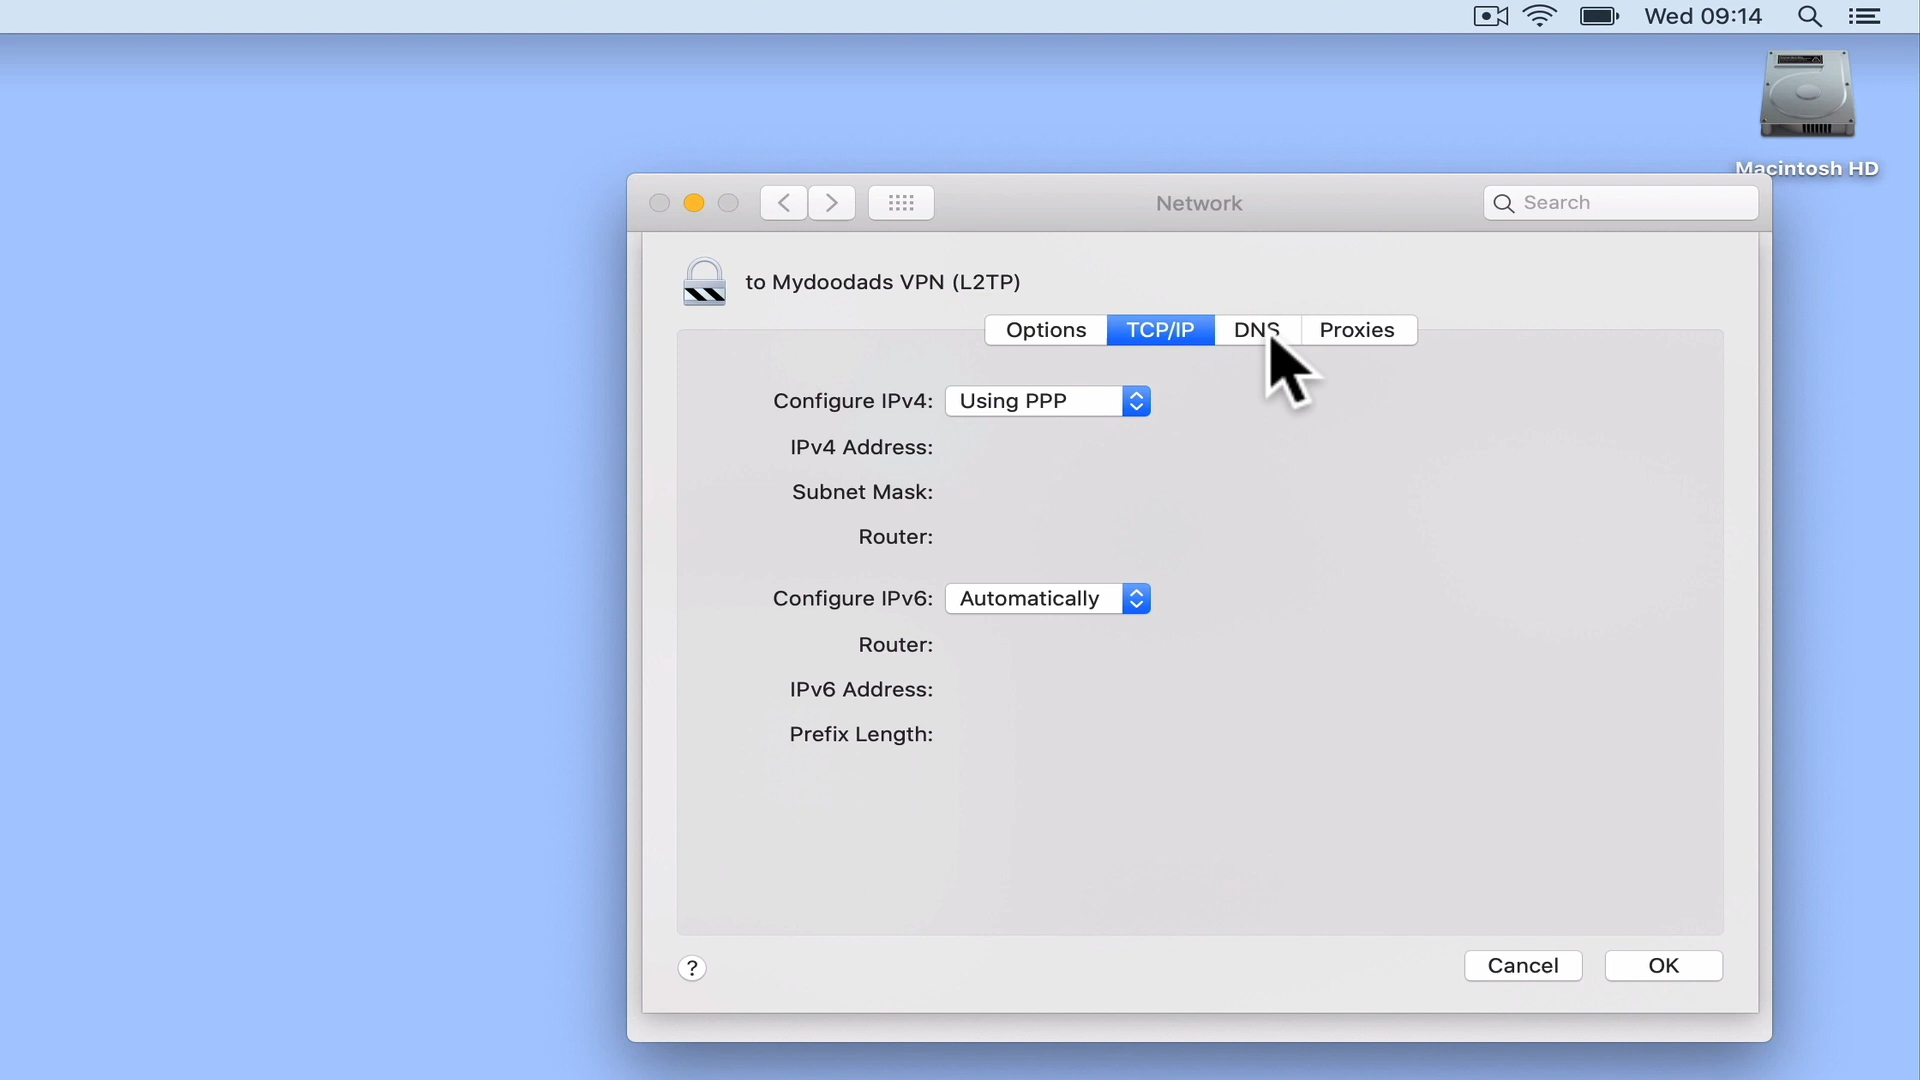 Wed 09:14
Macintosh HD
Network
Search
to Mydoodads VPN (L2TP)
Options TCP/IP DNS Proxies
Configure IPv4: Using PPP
IPv4 Address:
Subnet Mask:
Router:
Configure IPv6: Automatically
Router:
IPv6 Address:
Prefix Length:
? Cancel OK